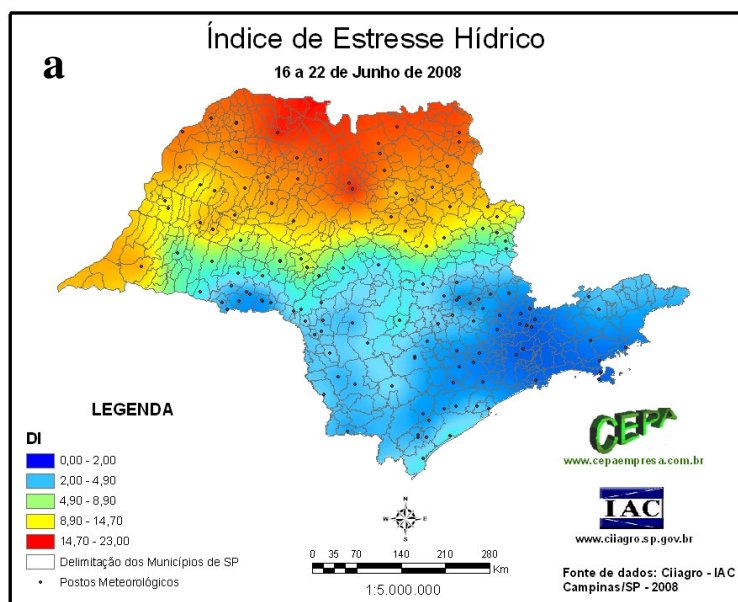 Índice de Estresse Hídrico
a
16 a 22 de Junho de 2008
LEGENDA
DI
0,00 - 2,00
2,00 - 4,90
4,90 - 8,90
8,90 - 14,70
14,70 - 23,00
Delimitação dos Municípios de SP
Postos Meteorológicos
N
W E
S
0 35 70 140 210 280
Km
1:5.000.000
CEPA
www.cepaempresa.com.br
IAC
www.ciiagro.sp.gov.br
Fonte de dados: Ciiagro - IAC
Campinas/SP - 2008